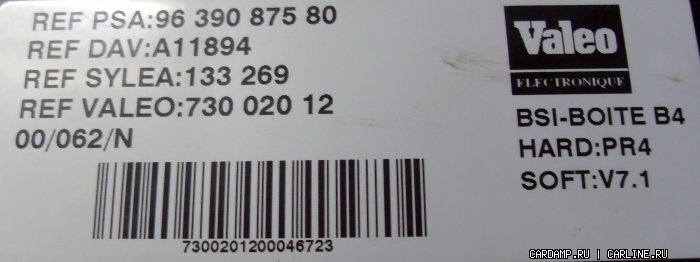 REF PSA:96 390 875 80
REF DAV:A11894
REF SYLEA:133 269
REF VALEO:730 020 12
00/062/N
7300201200046723
Valeo
ELECTRONIQUE
BSI-BOITE B4
HARD:PR4
SOFT:V7.1
CARDAMP.RU | CARLINE.RU